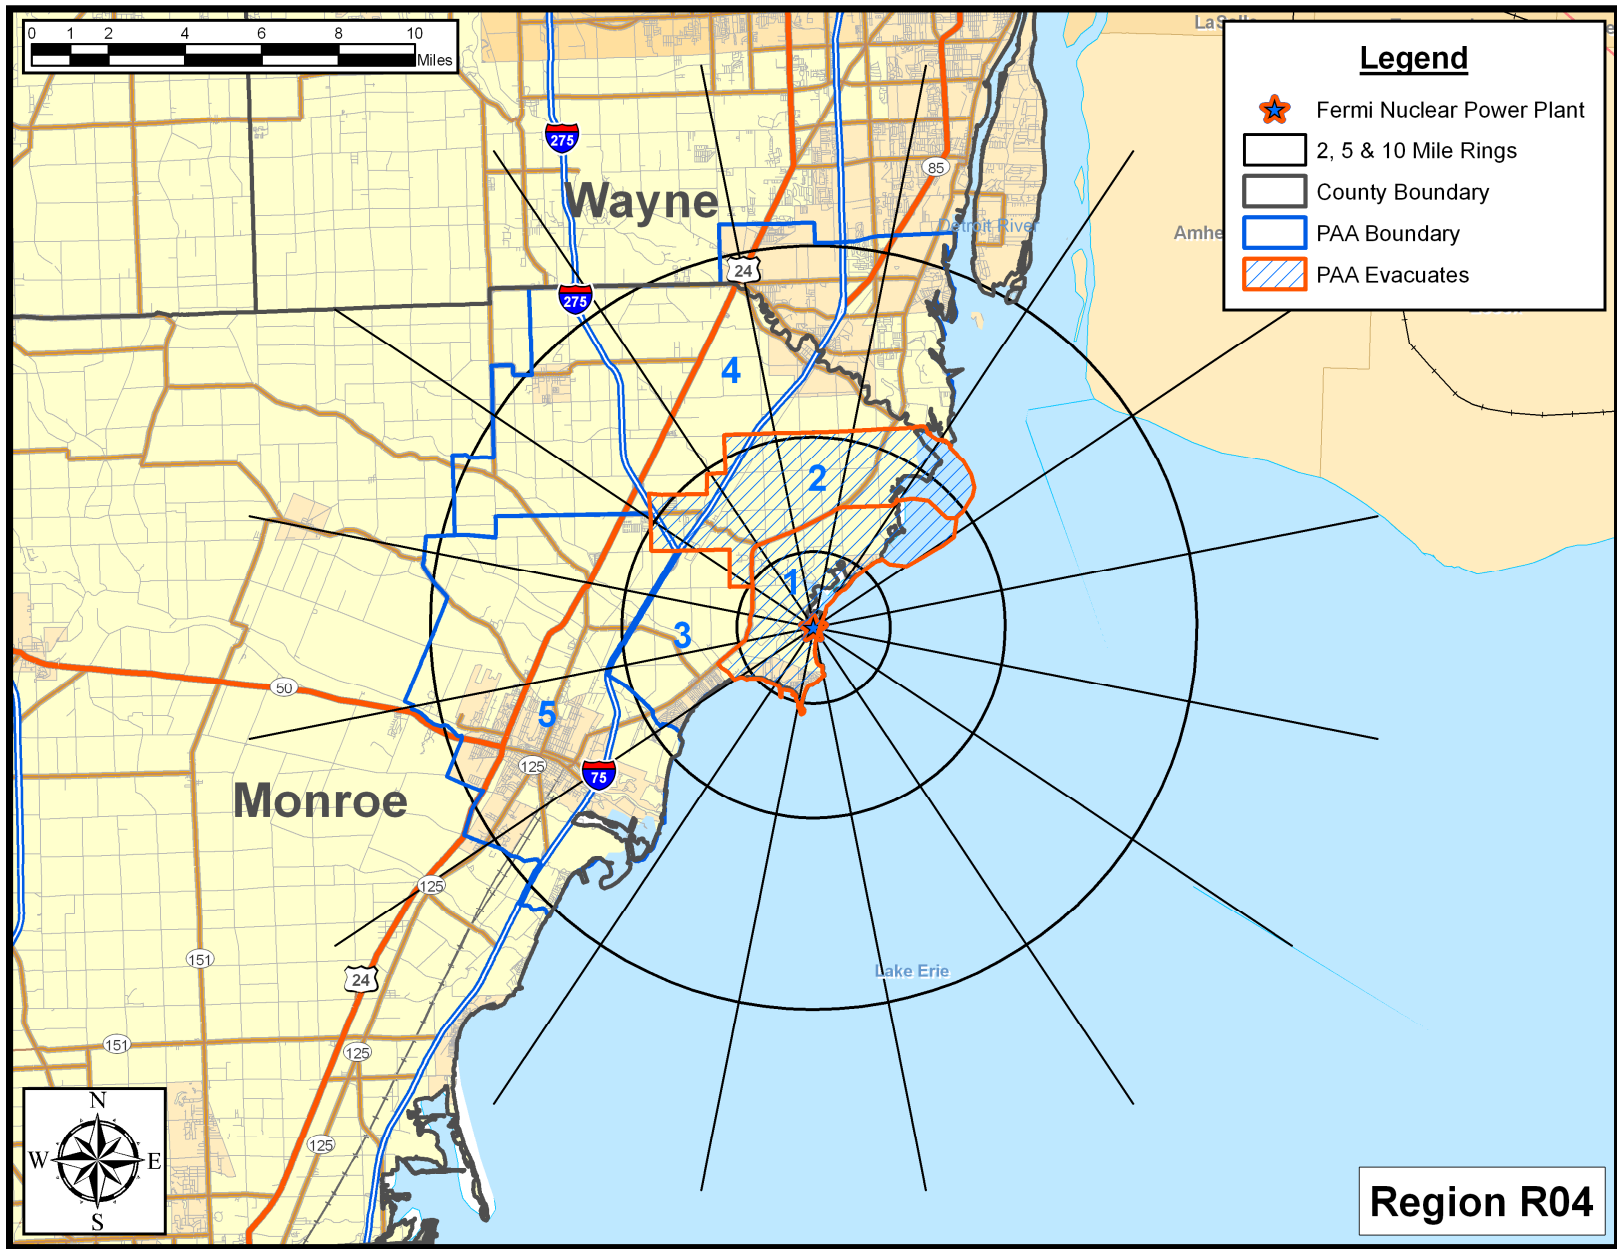 0 1 2 4 6 8 10
Miles
LaSalle
Legend
Fermi Nuclear Power Plant
2, 5 & 10 Mile Rings
County Boundary
PAA Boundary
PAA Evacuates
275
85
Wayne
Detroit River
Amhe
24
275
4
2
1
3
50
5
125
75
Monroe
125
151
Lake Erie
24
151
125
125
N
W E
S
Region R04